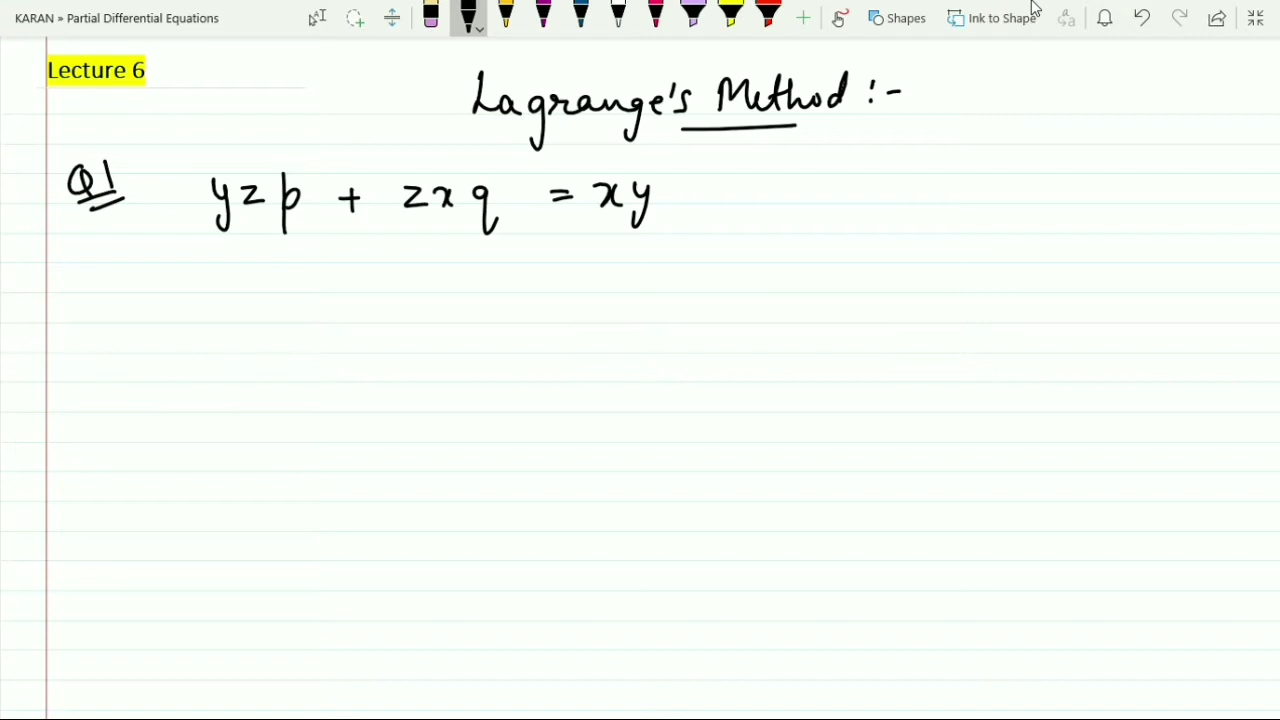 KARAN » Partial Differential Equations Shapes Ink to Shape
Lecture 6
Lagrange's Method :-
Q1 yzp + zxq = xy